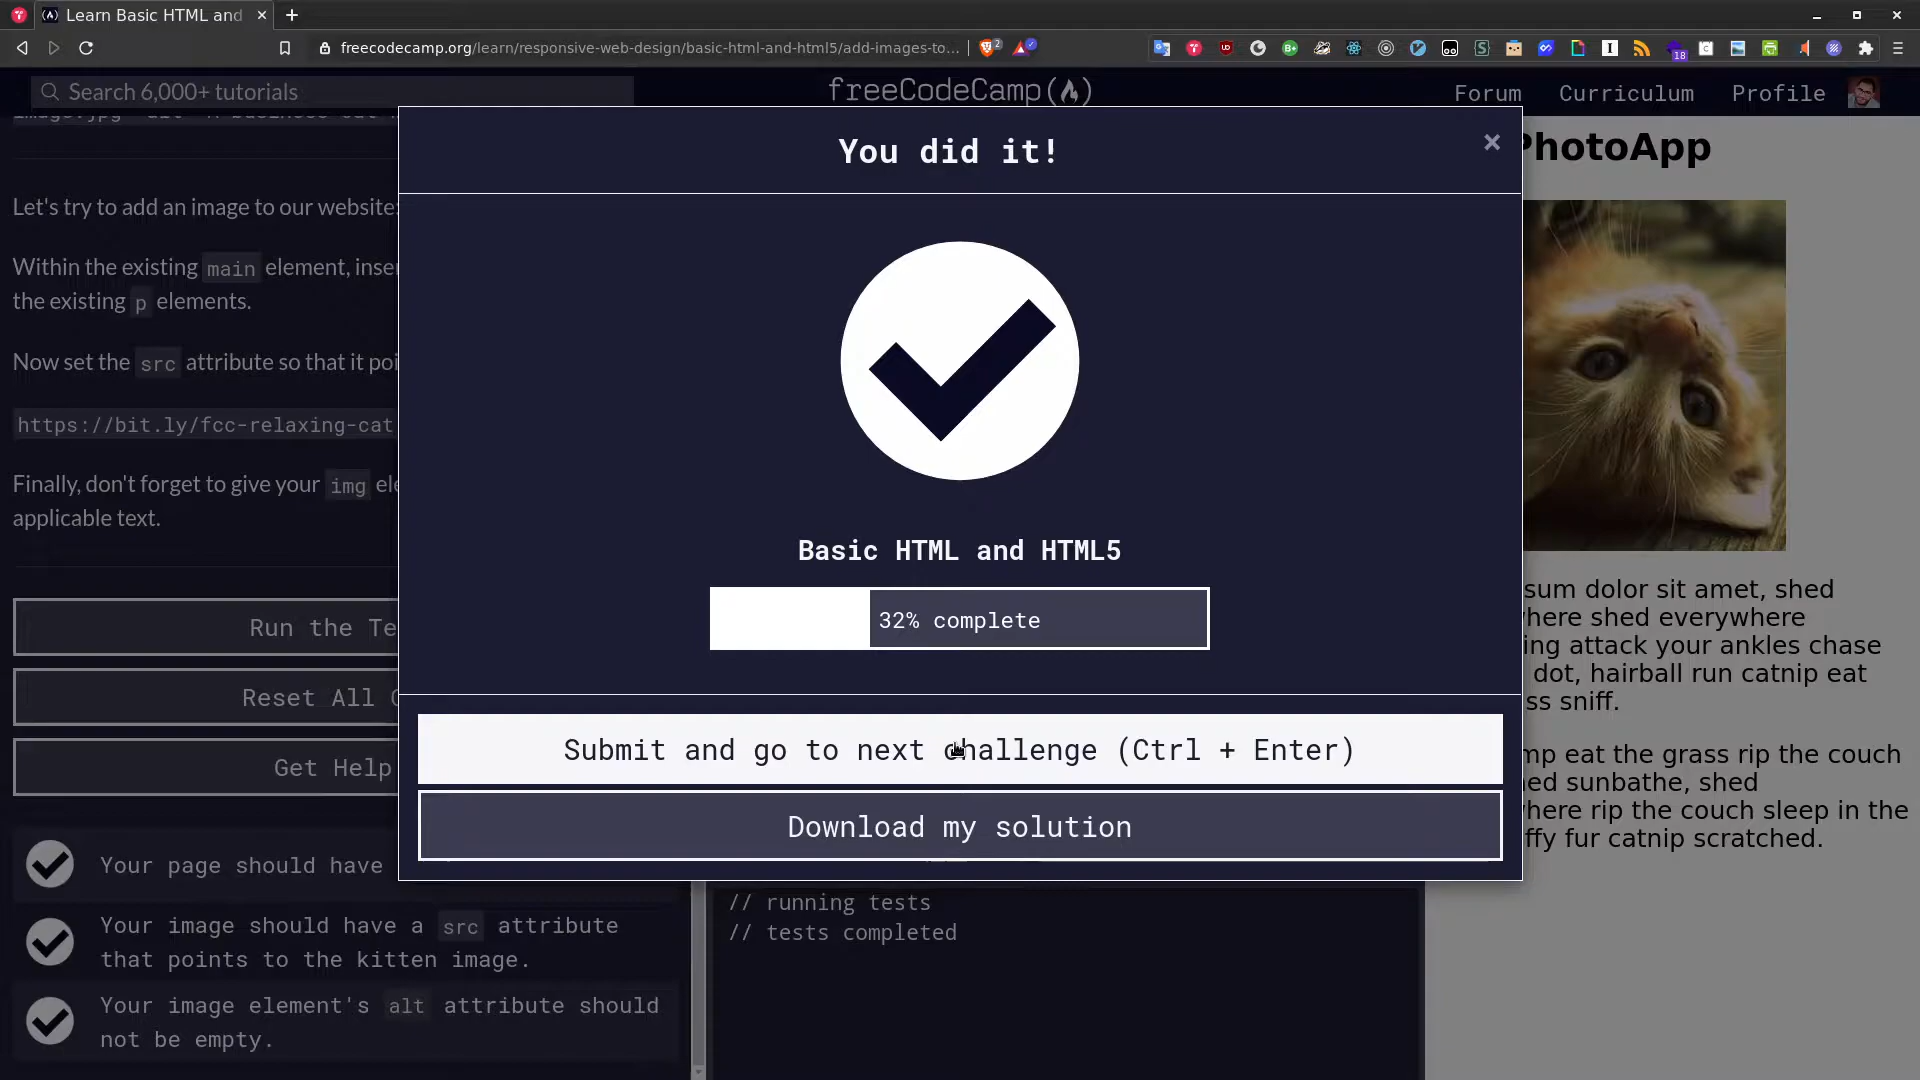 Learn Basic HTML and
freecodecamp.org/learn/responsive-web-design/basic-html-and-html5/add-images-to...
2
18
Search 6,000+ tutorials
freeCodeCamp
Forum
Curriculum
Profile
You did it!
PhotoApp
Let's try to add an image to our website:
Within the existing main element, inser
the existing p elements.
Now set the src attribute so that it poi
https://bit.ly/fcc-relaxing-cat
Finally, don't forget to give your img ele
applicable text.
Run the Te
Reset All
Get Help
Your page should have
Your image should have a src attribute
that points to the kitten image.
Your image element's alt attribute should
not be empty.
Basic HTML and HTML5
32% complete
Submit and go to next challenge (Ctrl + Enter)
Download my solution
// running tests
// tests completed
sum dolor sit amet, shed
where shed everywhere
ing attack your ankles chase
dot, hairball run catnip eat
ss sniff.
mp eat the grass rip the couch
ed sunbathe, shed
where rip the couch sleep in the
ffy fur catnip scratched.